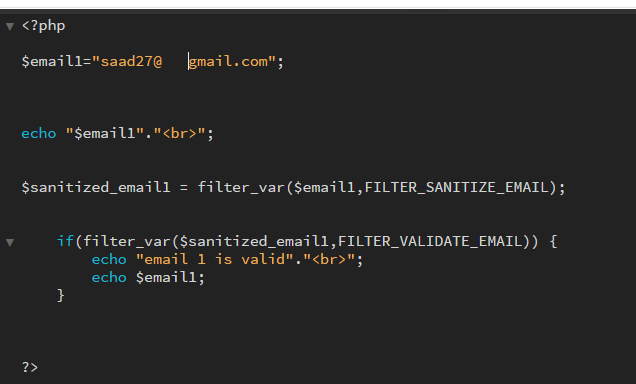 <?php
$email1="saad27@   gmail.com";
echo "$email1"."<br>";
$sanitized_email1 = filter_var($email1,FILTER_SANITIZE_EMAIL);
    if(filter_var($sanitized_email1,FILTER_VALIDATE_EMAIL)) {
        echo "email 1 is valid"."<br>";
        echo $email1;
    }
?>